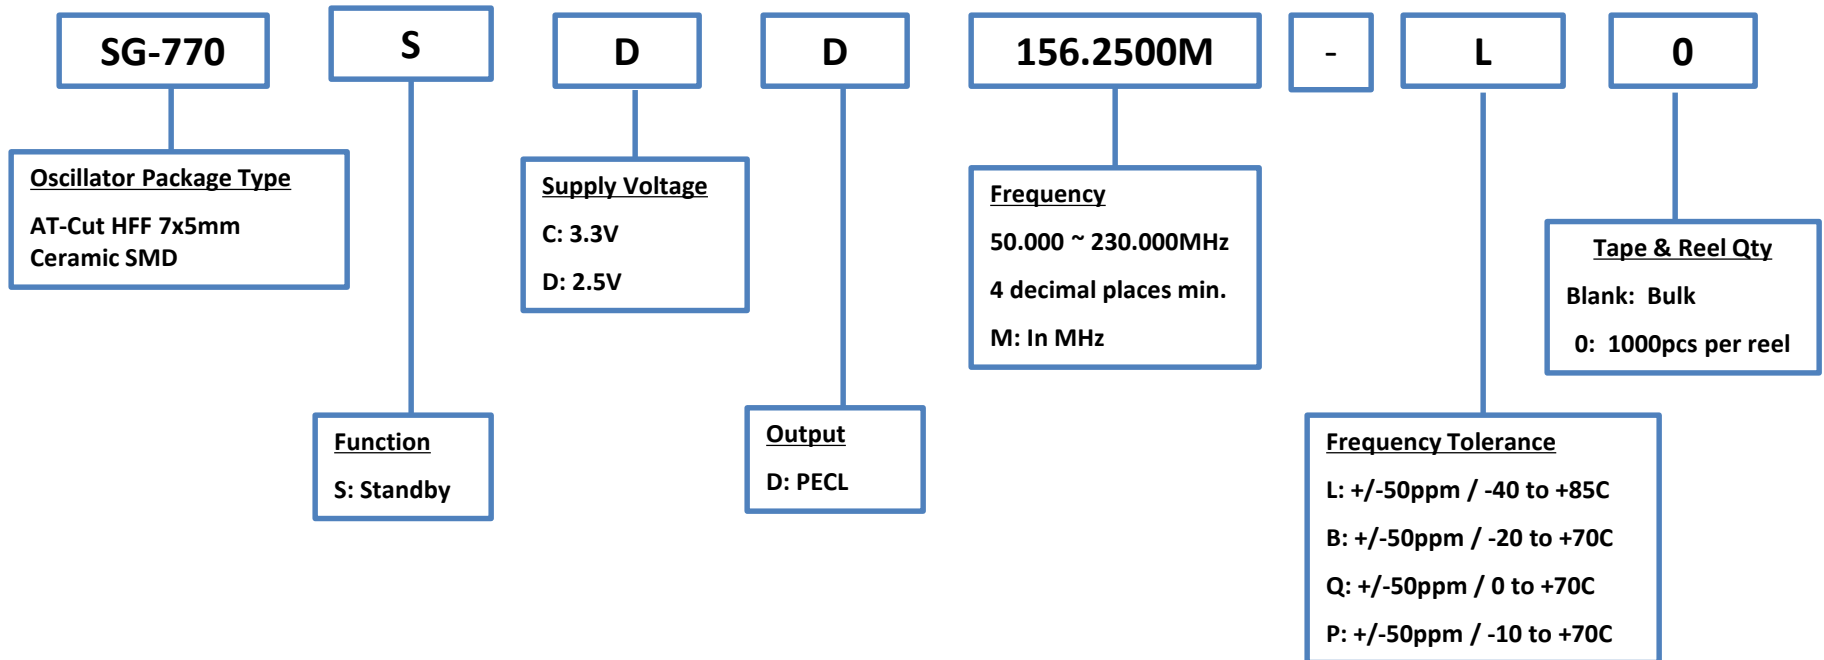 SG-770 S D D 156.2500M - L 0
Oscillator Package Type
AT-Cut HFF 7x5mm
Ceramic SMD
Supply Voltage
C: 3.3V
D: 2.5V
Frequency
50.000 ~ 230.000MHz
4 decimal places min.
M: In MHz
Tape & Reel Qty
Blank: Bulk
0: 1000pcs per reel
Function
S: Standby
Output
D: PECL
Frequency Tolerance
L: +/-50ppm / -40 to +85C
B: +/-50ppm / -20 to +70C
Q: +/-50ppm / 0 to +70C
P: +/-50ppm / -10 to +70C